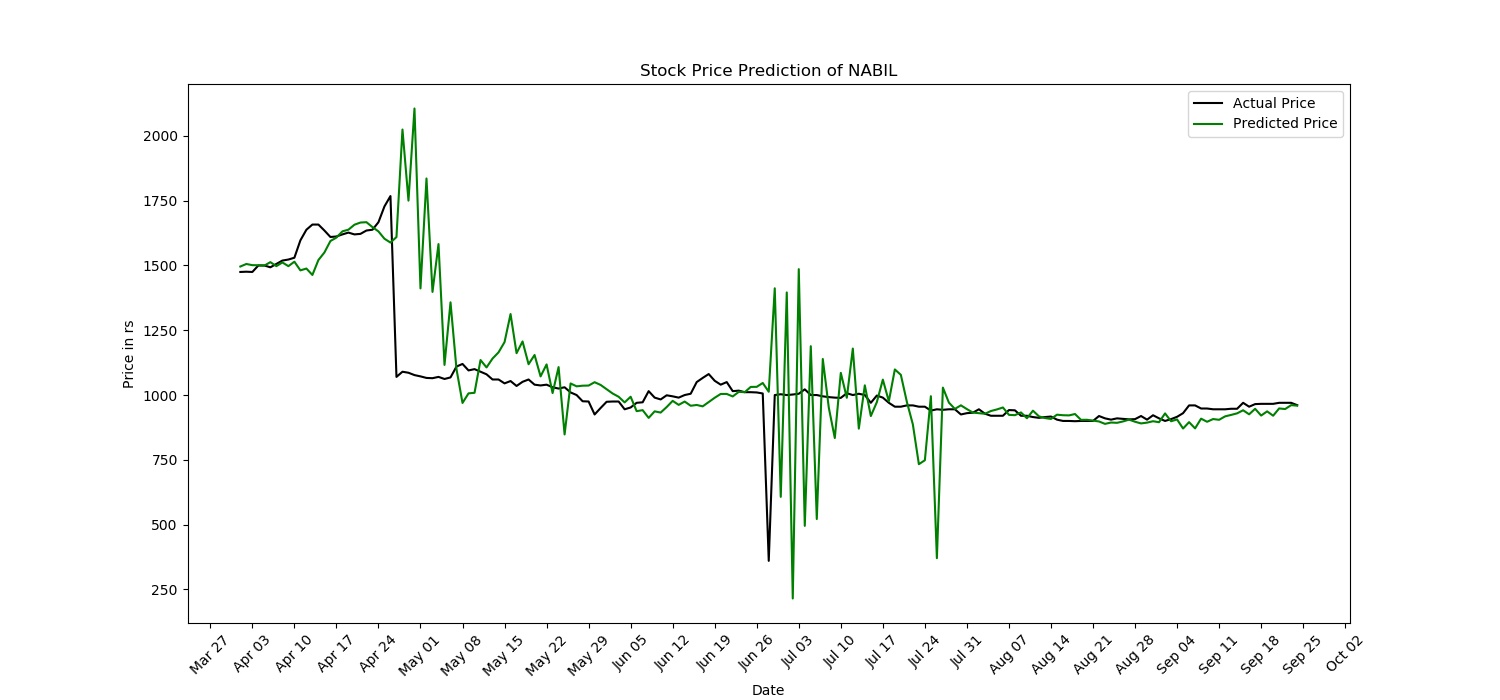 Stock Price Prediction of NABIL
Actual Price
Predicted Price
Price in rs
2000
1750
1500
1250
1000
750
500
250
Mar 27
Apr 03
Apr 10
Apr 17
Apr 24
May 01
May 08
May 15
May 22
May 29
Jun 05
Jun 12
Jun 19
Jun 26
Jul 03
Jul 10
Jul 17
Jul 24
Jul 31
Aug 07
Aug 14
Aug 21
Aug 28
Sep 04
Sep 11
Sep 18
Sep 25
Oct 02
Date